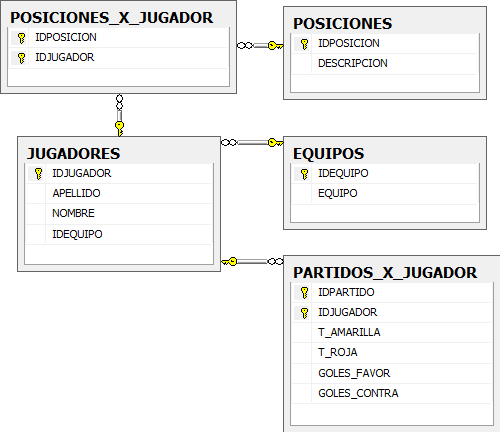 POSICIONES_X_JUGADOR
IDPOSICION
IDJUGADOR
POSICIONES
IDPOSICION
DESCRIPCION
JUGADORES
IDJUGADOR
APELLIDO
NOMBRE
IDEQUIPO
EQUIPOS
IDEQUIPO
EQUIPO
PARTIDOS_X_JUGADOR
IDPARTIDO
IDJUGADOR
T_AMARILLA
T_ROJA
GOLES_FAVOR
GOLES_CONTRA